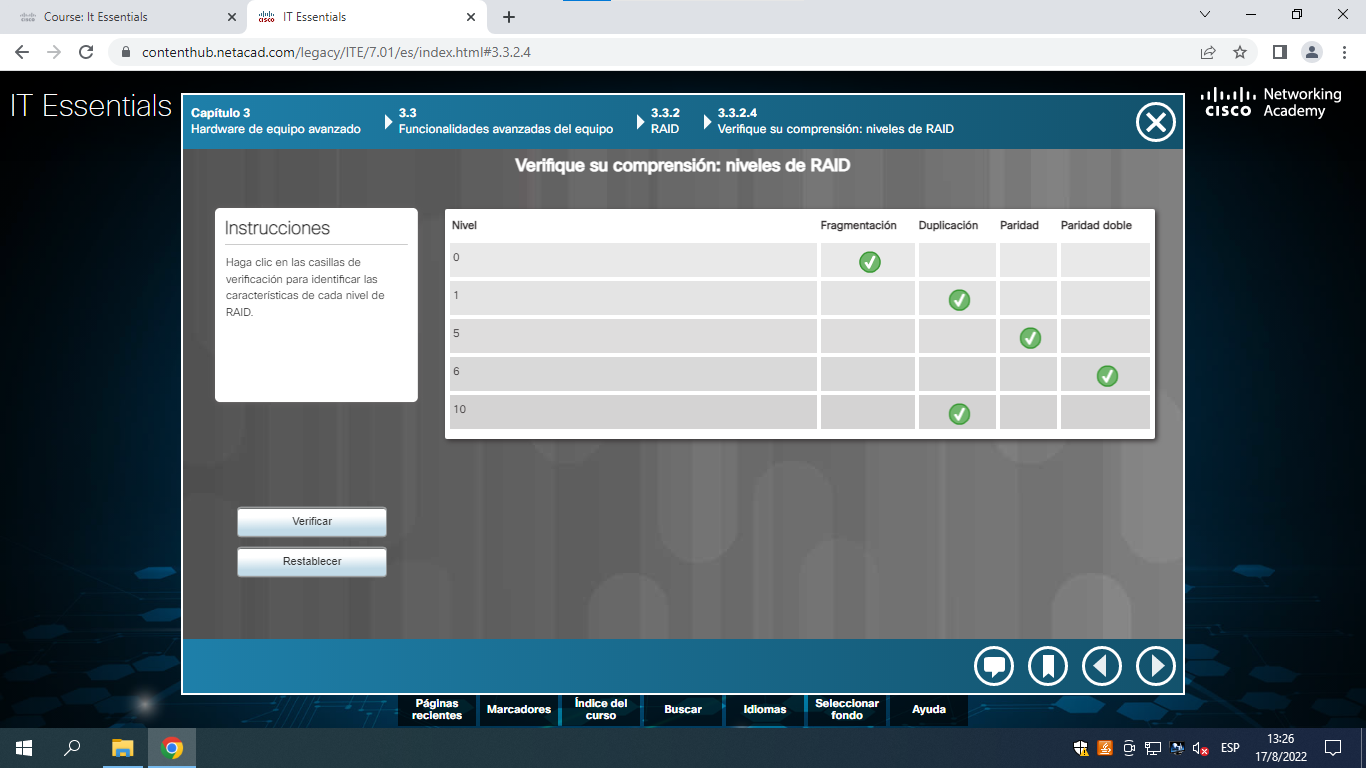 Course: It Essentials
IT Essentials
contenthub.netacad.com/legacy/ITE/7.01/es/index.html#3.3.2.4
IT Essentials
Capítulo 3
Hardware de equipo avanzado
3.3
Funcionalidades avanzadas del equipo
3.3.2
RAID
3.3.2.4
Verifique su comprensión: niveles de RAID
CISCO
Networking
Academy
Verifique su comprensión: niveles de RAID
Instrucciones
Haga clic en las casillas de
verificación para identificar las
características de cada nivel de
RAID.
Nivel Fragmentación Duplicación Paridad Paridad doble
0
1
5
6
10
Verificar
Restablecer
Páginas
recientes
Marcadores
Índice del
curso
Buscar
Idiomas
Seleccionar
fondo
Ayuda
ESP
13:26
17/8/2022